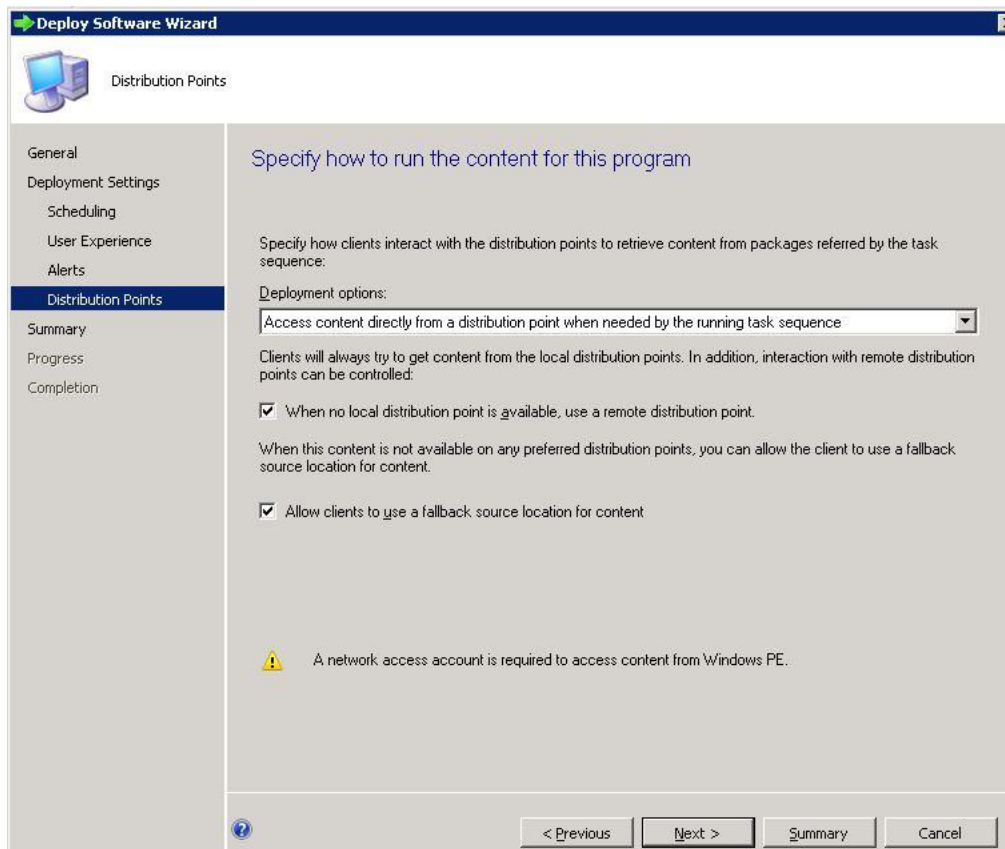 Deploy Software Wizard
Distribution Points
General
Deployment Settings
Scheduling
User Experience
Alerts
Distribution Points
Summary
Progress
Completion
Specify how to run the content for this program
Specify how clients interact with the distribution points to retrieve content from packages referred by the task
sequence:
Deployment options:
Access content directly from a distribution point when needed by the running task sequence
Clients will always try to get content from the local distribution points. In addition, interaction with remote distribution
points can be controlled:
When no local distribution point is available, use a remote distribution point.
When this content is not available on any preferred distribution points, you can allow the client to use a fallback
source location for content.
Allow clients to use a fallback source location for content
A network access account is required to access content from Windows PE.
< Previous
Next >
Summary
Cancel